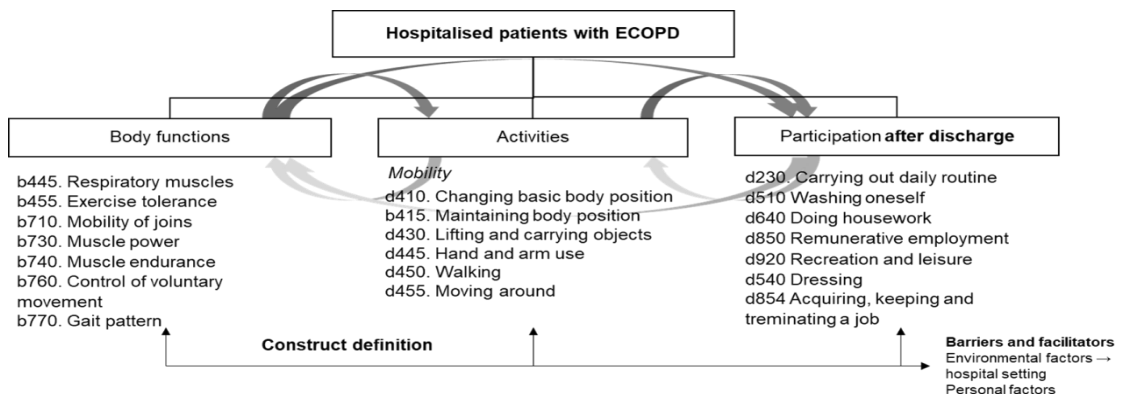 Hospitalised patients with ECOPD
Body functions
b445. Respiratory muscles
b455. Exercise tolerance
b710. Mobility of joins
b730. Muscle power
b740. Muscle endurance
b760. Control of voluntary
movement
b770. Gait pattern
Activities
Mobility
d410. Changing basic body position
b415. Maintaining body position
d430. Lifting and carrying objects
d445. Hand and arm use
d450. Walking
d455. Moving around
Participation after discharge
d230. Carrying out daily routine
d510 Washing oneself
d640 Doing housework
d850 Remunerative employment
d920 Recreation and leisure
d540 Dressing
d854 Acquiring, keeping and
treminating a job
Construct definition
Barriers and facilitators
Environmental factors →
hospital setting
Personal factors